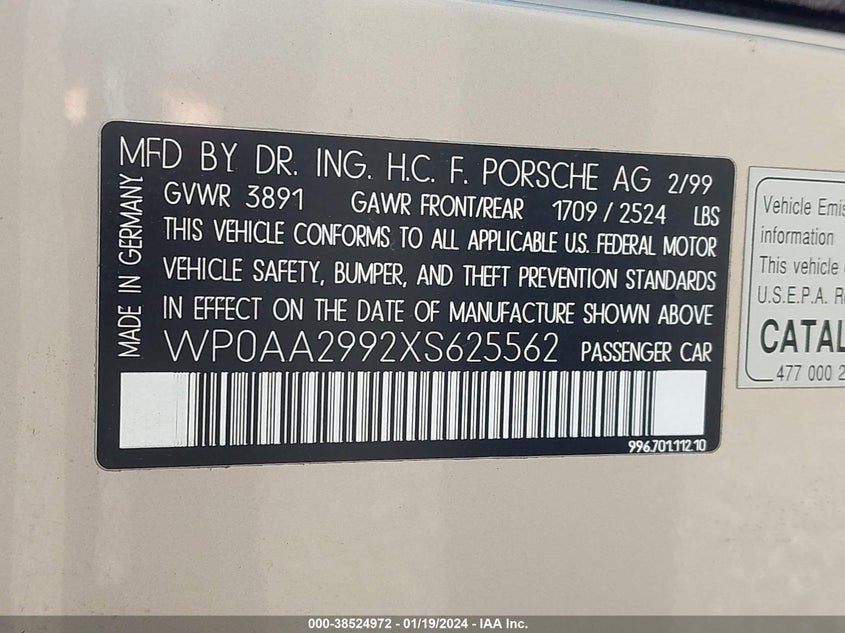 MFD BY DR. ING. H.C. F. PORSCHE AG 2/99
GVWR 3891 GAWR FRONT/REAR 1709 / 2524 LBS
THIS VEHICLE CONFORMS TO ALL APPLICABLE U.S. FEDERAL MOTOR
VEHICLE SAFETY, BUMPER, AND THEFT PREVENTION STANDARDS
IN EFFECT ON THE DATE OF MANUFACTURE SHOWN ABOVE
WP0AA2992XS625562 PASSENGER CAR
996.701.112.10
MADE IN GERMANY
Vehicle Emis
information
This vehicle
U.S.E.P.A. R
CATAL
477 000 2
000-38524972 - 01/19/2024 - IAA Inc.